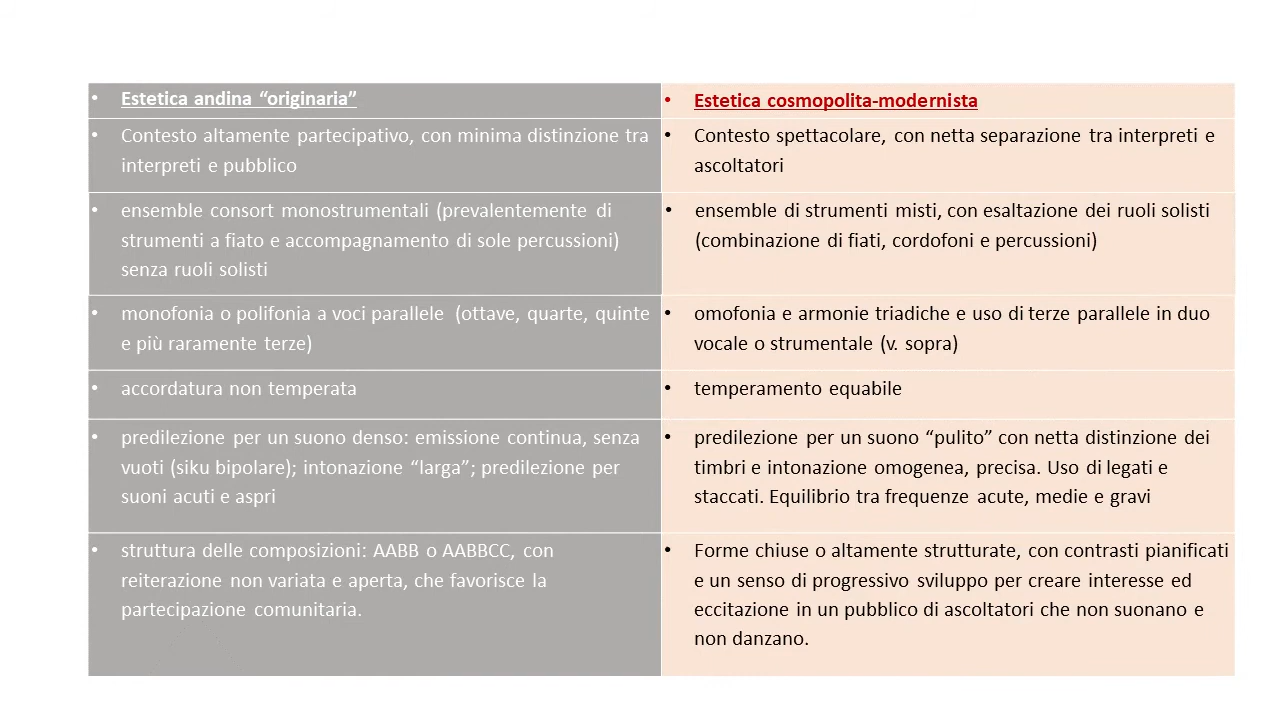 • Estetica andina “originaria”
• Estetica cosmopolita-modernista
• Contesto altamente partecipativo, con minima distinzione tra
interpreti e pubblico
• Contesto spettacolare, con netta separazione tra interpreti e
ascoltatori
• ensemble consort monostrumentali (prevalentemente di
strumenti a fiato e accompagnamento di sole percussioni)
senza ruoli solisti
• ensemble di strumenti misti, con esaltazione dei ruoli solisti
(combinazione di fiati, cordofoni e percussioni)
• monofonia o polifonia a voci parallele (ottave, quarte, quinte
e più raramente terze)
• omofonia e armonie triadiche e uso di terze parallele in duo
vocale o strumentale (v. sopra)
• accordatura non temperata
• temperamento equabile
• predilezione per un suono denso: emissione continua, senza
vuoti (siku bipolare); intonazione “larga”; predilezione per
suoni acuti e aspri
• predilezione per un suono “pulito” con netta distinzione dei
timbri e intonazione omogenea, precisa. Uso di legati e
staccati. Equilibrio tra frequenze acute, medie e gravi
• struttura delle composizioni: AABB o AABBCC, con
reiterazione non variata e aperta, che favorisce la
partecipazione comunitaria.
• Forme chiuse o altamente strutturate, con contrasti pianificati
e un senso di progressivo sviluppo per creare interesse ed
eccitazione in un pubblico di ascoltatori che non suonano e
non danzano.